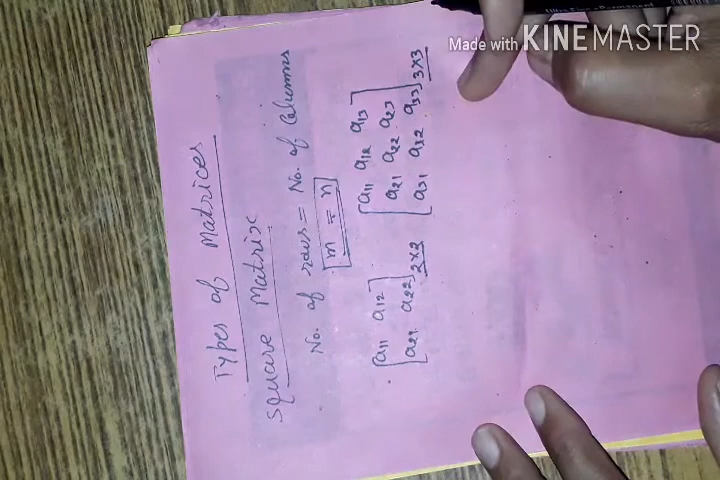 Types of Matrices
Square Matrix
No. of rows = No. of Columns
m = n
[a11 a12
a21 a22] 2×2
[a11 a12 a13
a21 a22 a23
a31 a32 a33] 3×3
Made with KINEMASTER